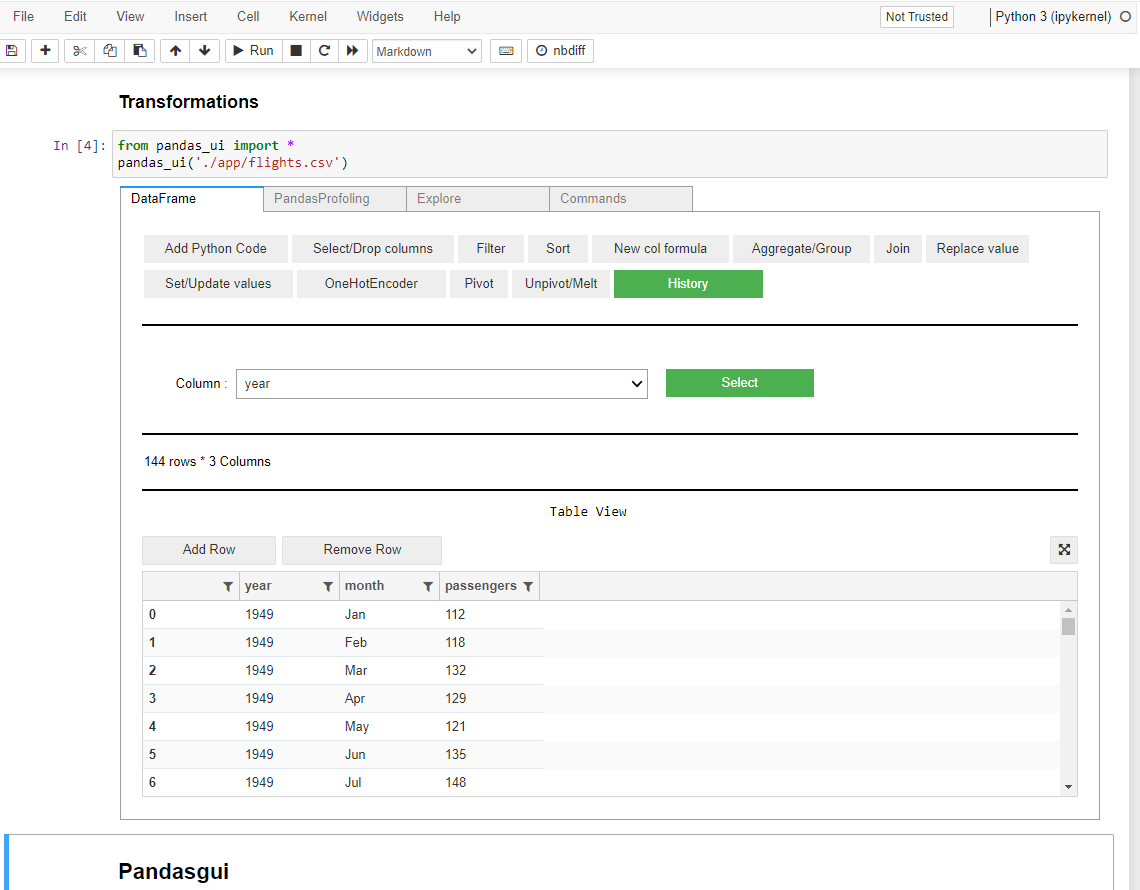 File Edit View Insert Cell Kernel Widgets Help Not Trusted Python 3 (ipykernel)
Run Markdown nbdiff
Transformations
In [4]: from pandas_ui import *
pandas_ui('./app/flights.csv')
DataFrame PandasProfoling Explore Commands
Add Python Code Select/Drop columns Filter Sort New col formula Aggregate/Group Join Replace value
Set/Update values OneHotEncoder Pivot Unpivot/Melt History
Column : year Select
144 rows * 3 Columns
Table View
Add Row Remove Row
year month passengers
0 1949 Jan 112
1 1949 Feb 118
2 1949 Mar 132
3 1949 Apr 129
4 1949 May 121
5 1949 Jun 135
6 1949 Jul 148
Pandasgui